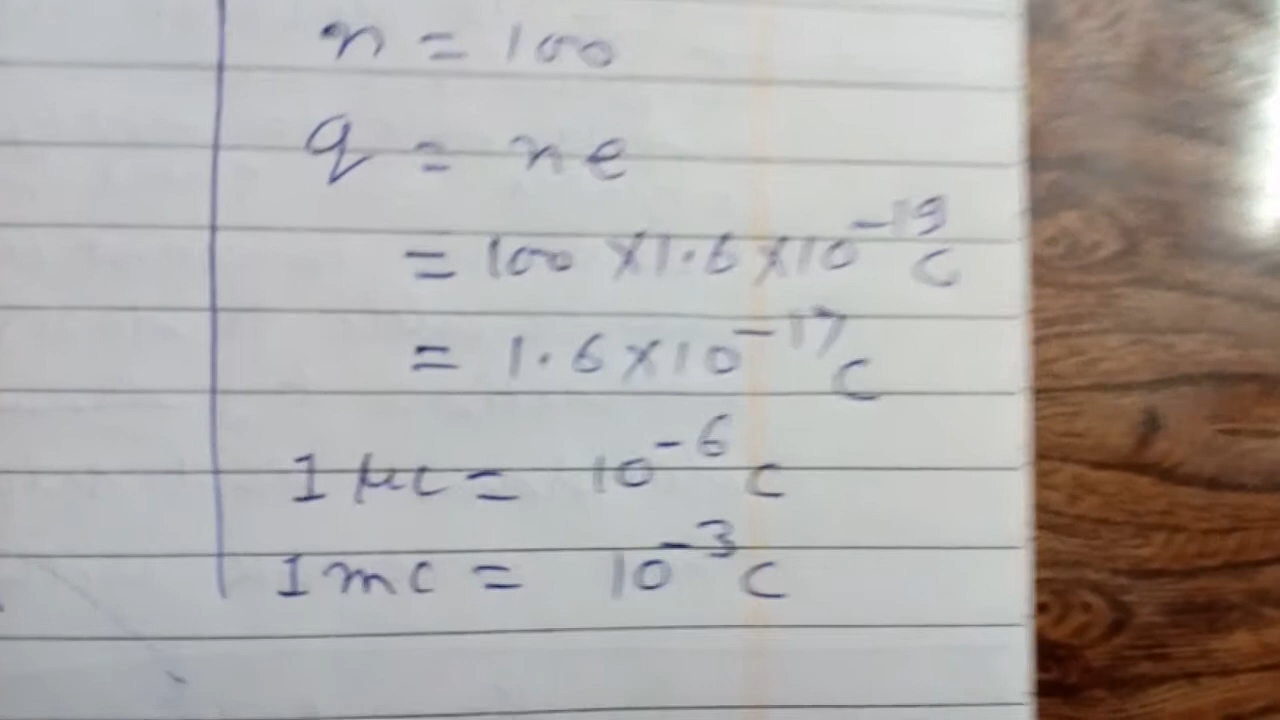 n = 100
q = ne
= 100 × 1.6 × 10⁻¹⁹ C
= 1.6 × 10⁻¹⁷ C
1 μc = 10⁻⁶ C
1 mc = 10⁻³ C